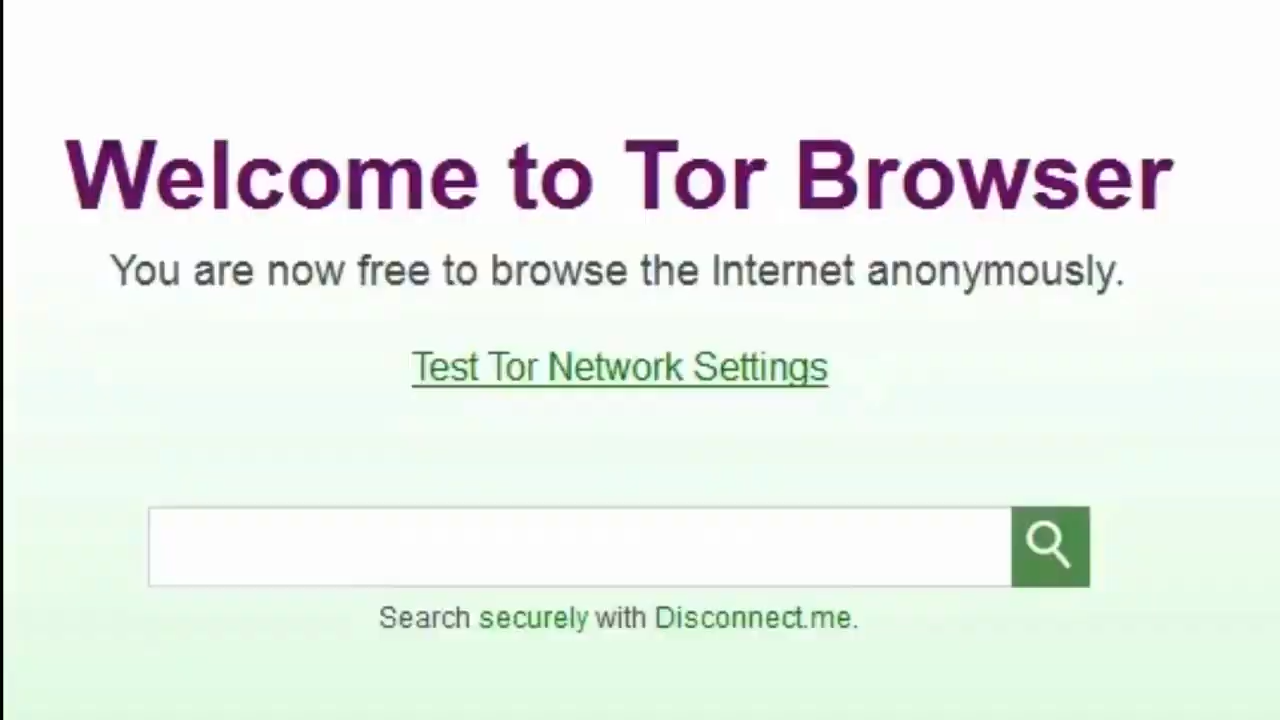 Welcome to Tor Browser
You are now free to browse the Internet anonymously.
Test Tor Network Settings
Search securely with Disconnect.me.